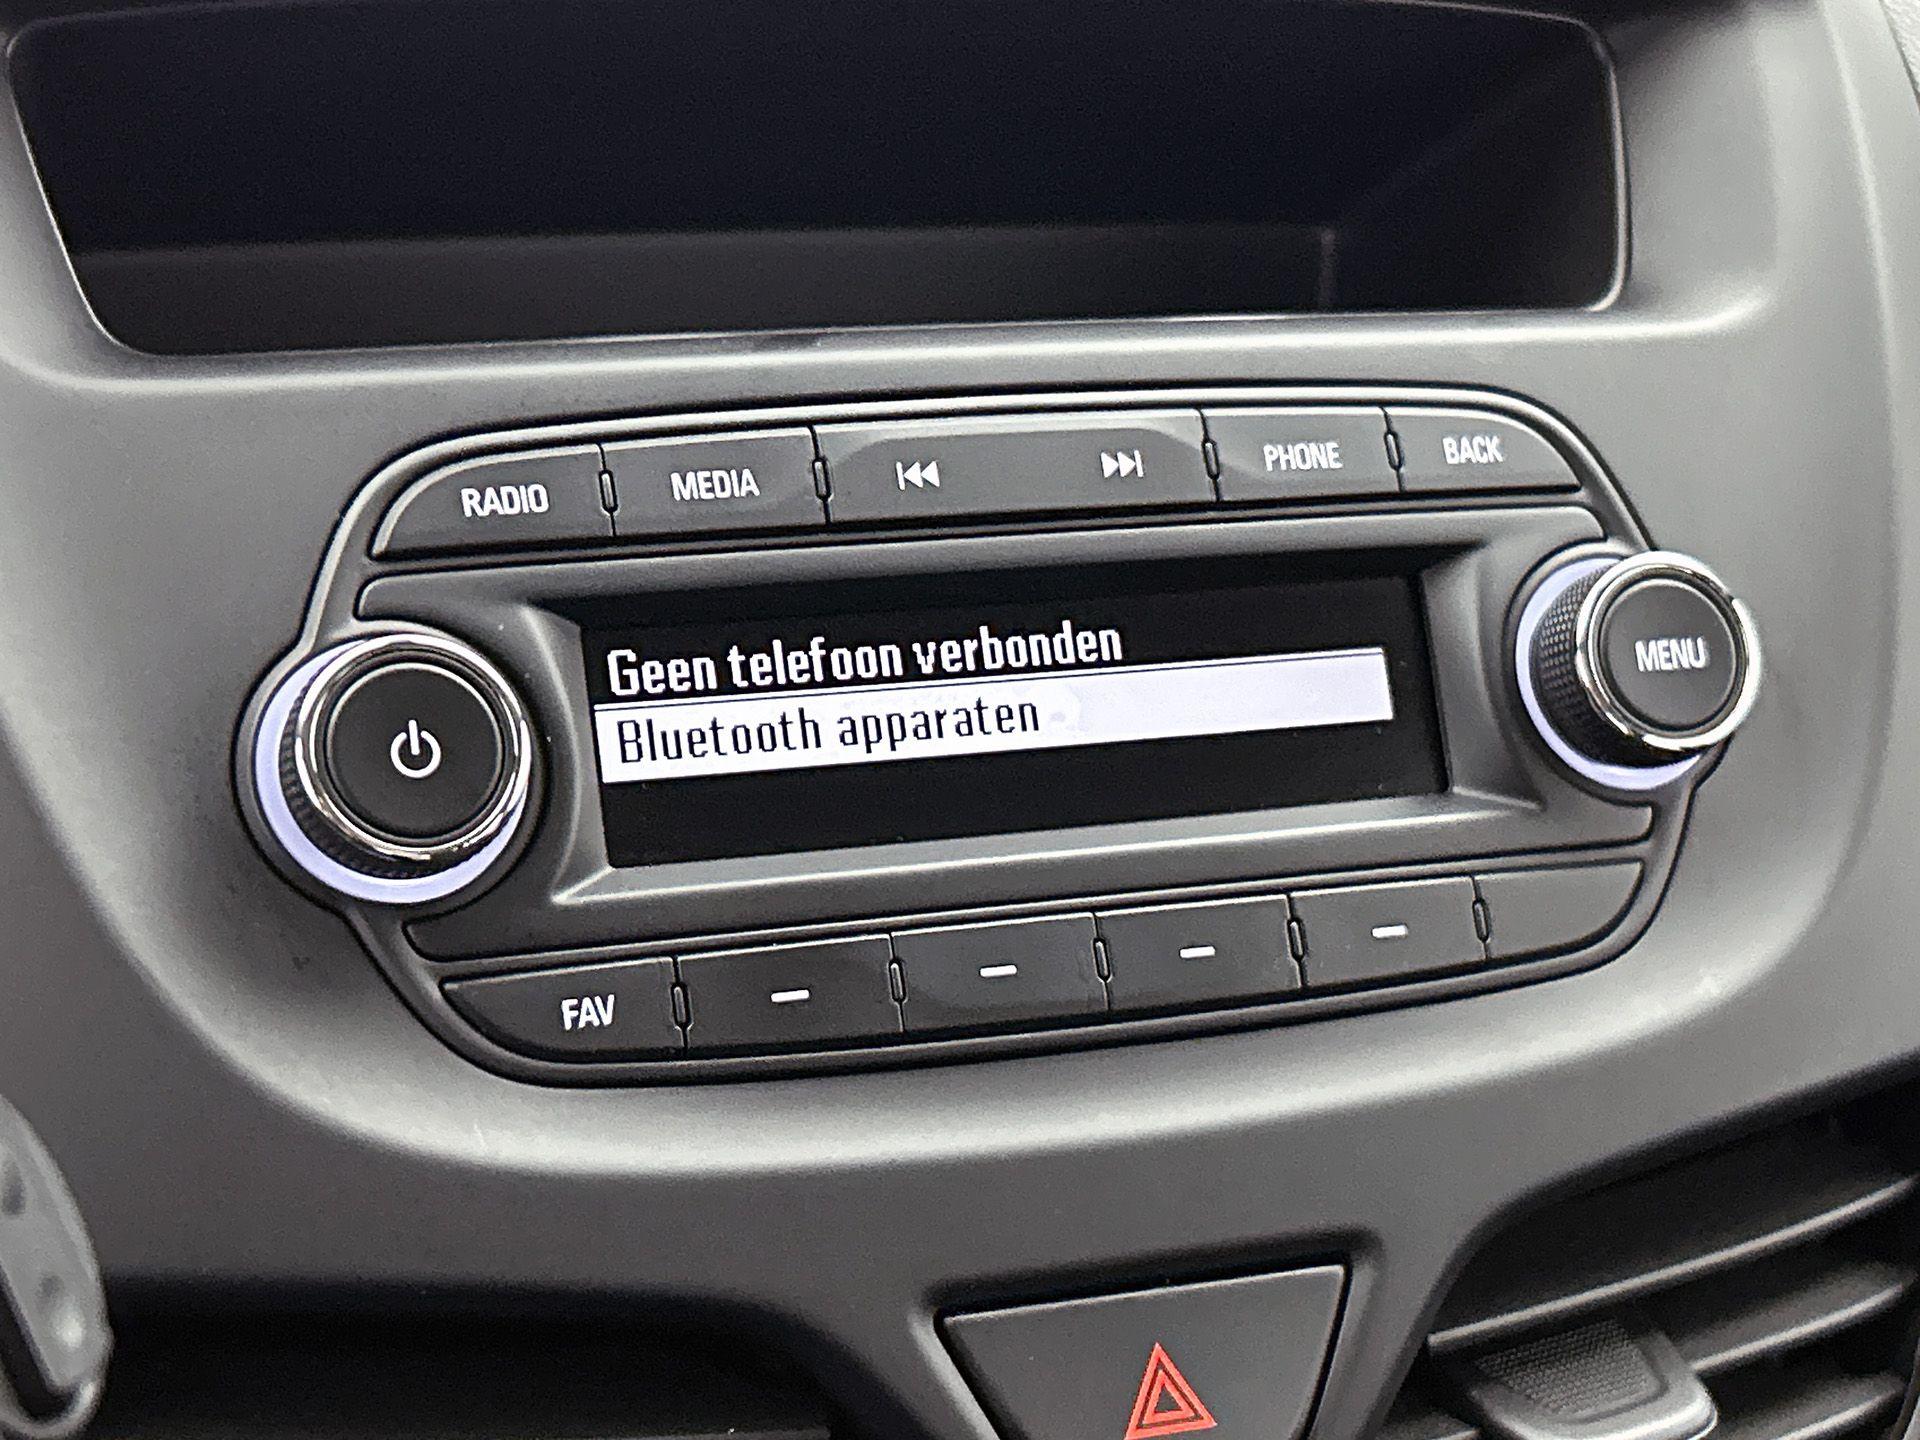 RADIO MEDIA PHONE BACK
Geen telefoon verbonden
Bluetooth apparaten
MENU
FAV